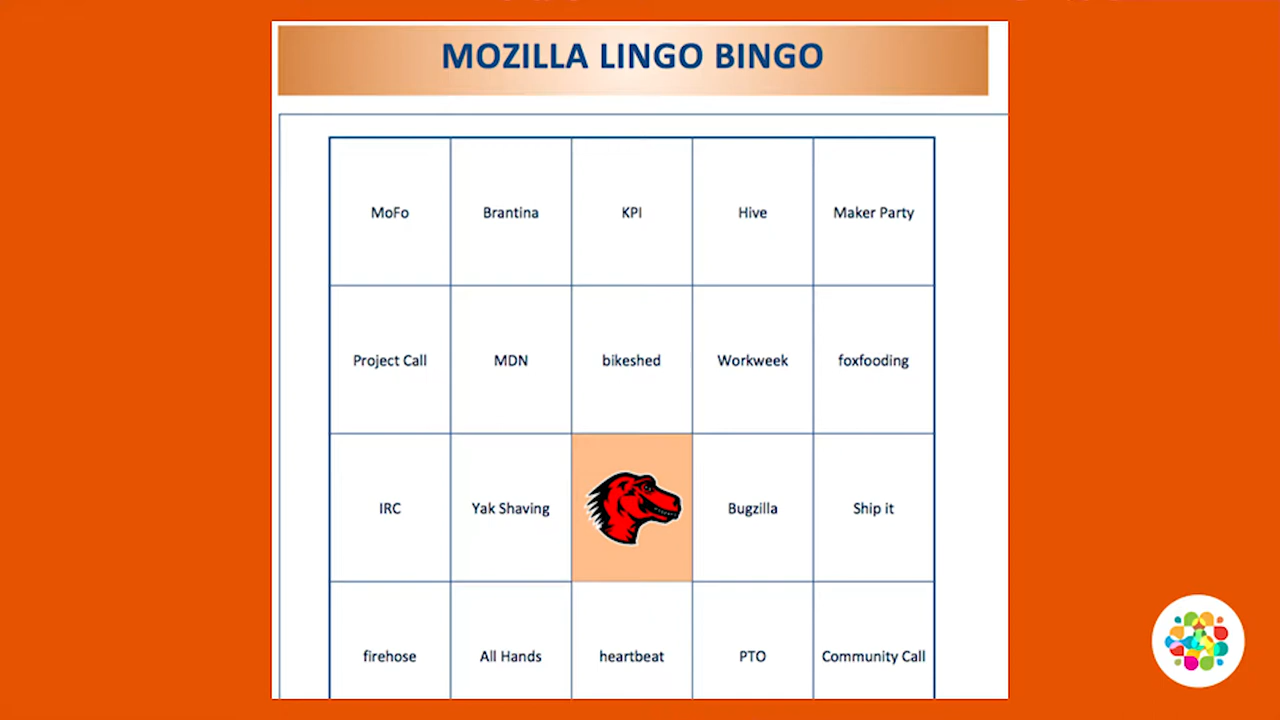 MOZILLA LINGO BINGO
MoFo
Brantina
KPI
Hive
Maker Party
Project Call
MDN
bikeshed
Workweek
foxfooding
IRC
Yak Shaving
Bugzilla
Ship it
firehose
All Hands
heartbeat
PTO
Community Call